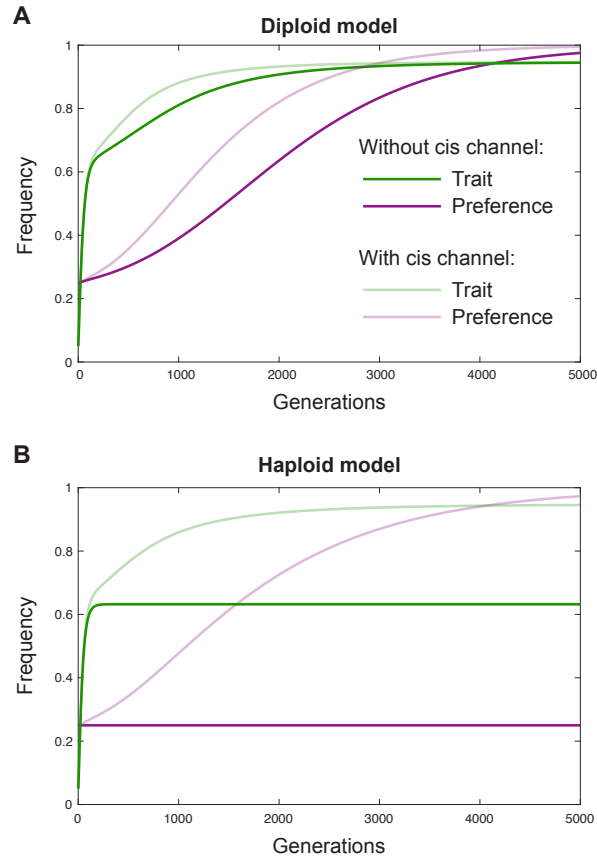 A
Diploid model
1
0.8
0.6
0.4
0.2
0
Frequency
Without cis channel:
Trait
Preference
With cis channel:
Trait
Preference
0 1000 2000 3000 4000 5000
Generations
B
Haploid model
1
0.8
0.6
0.4
0.2
0
Frequency
0 1000 2000 3000 4000 5000
Generations